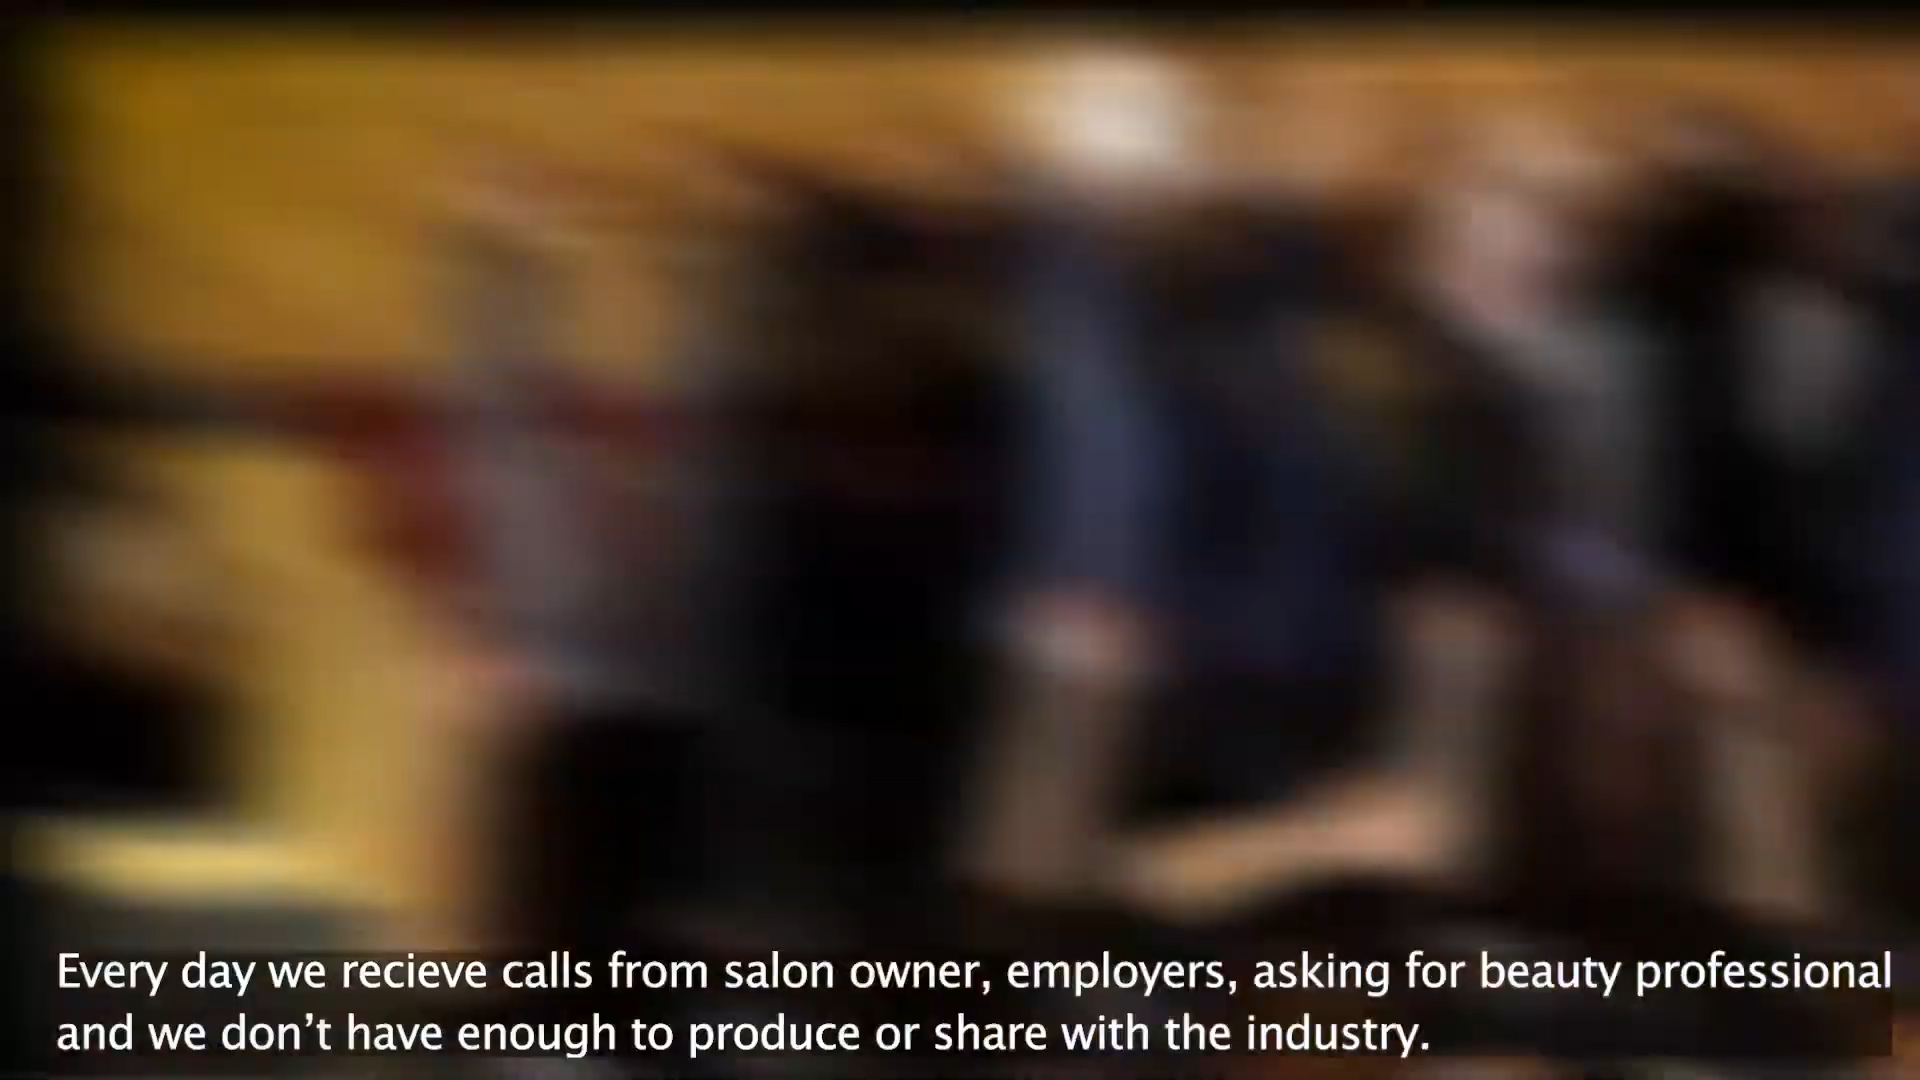 Every day we recieve calls from salon owner, employers, asking for beauty professional
and we don’t have enough to produce or share with the industry.